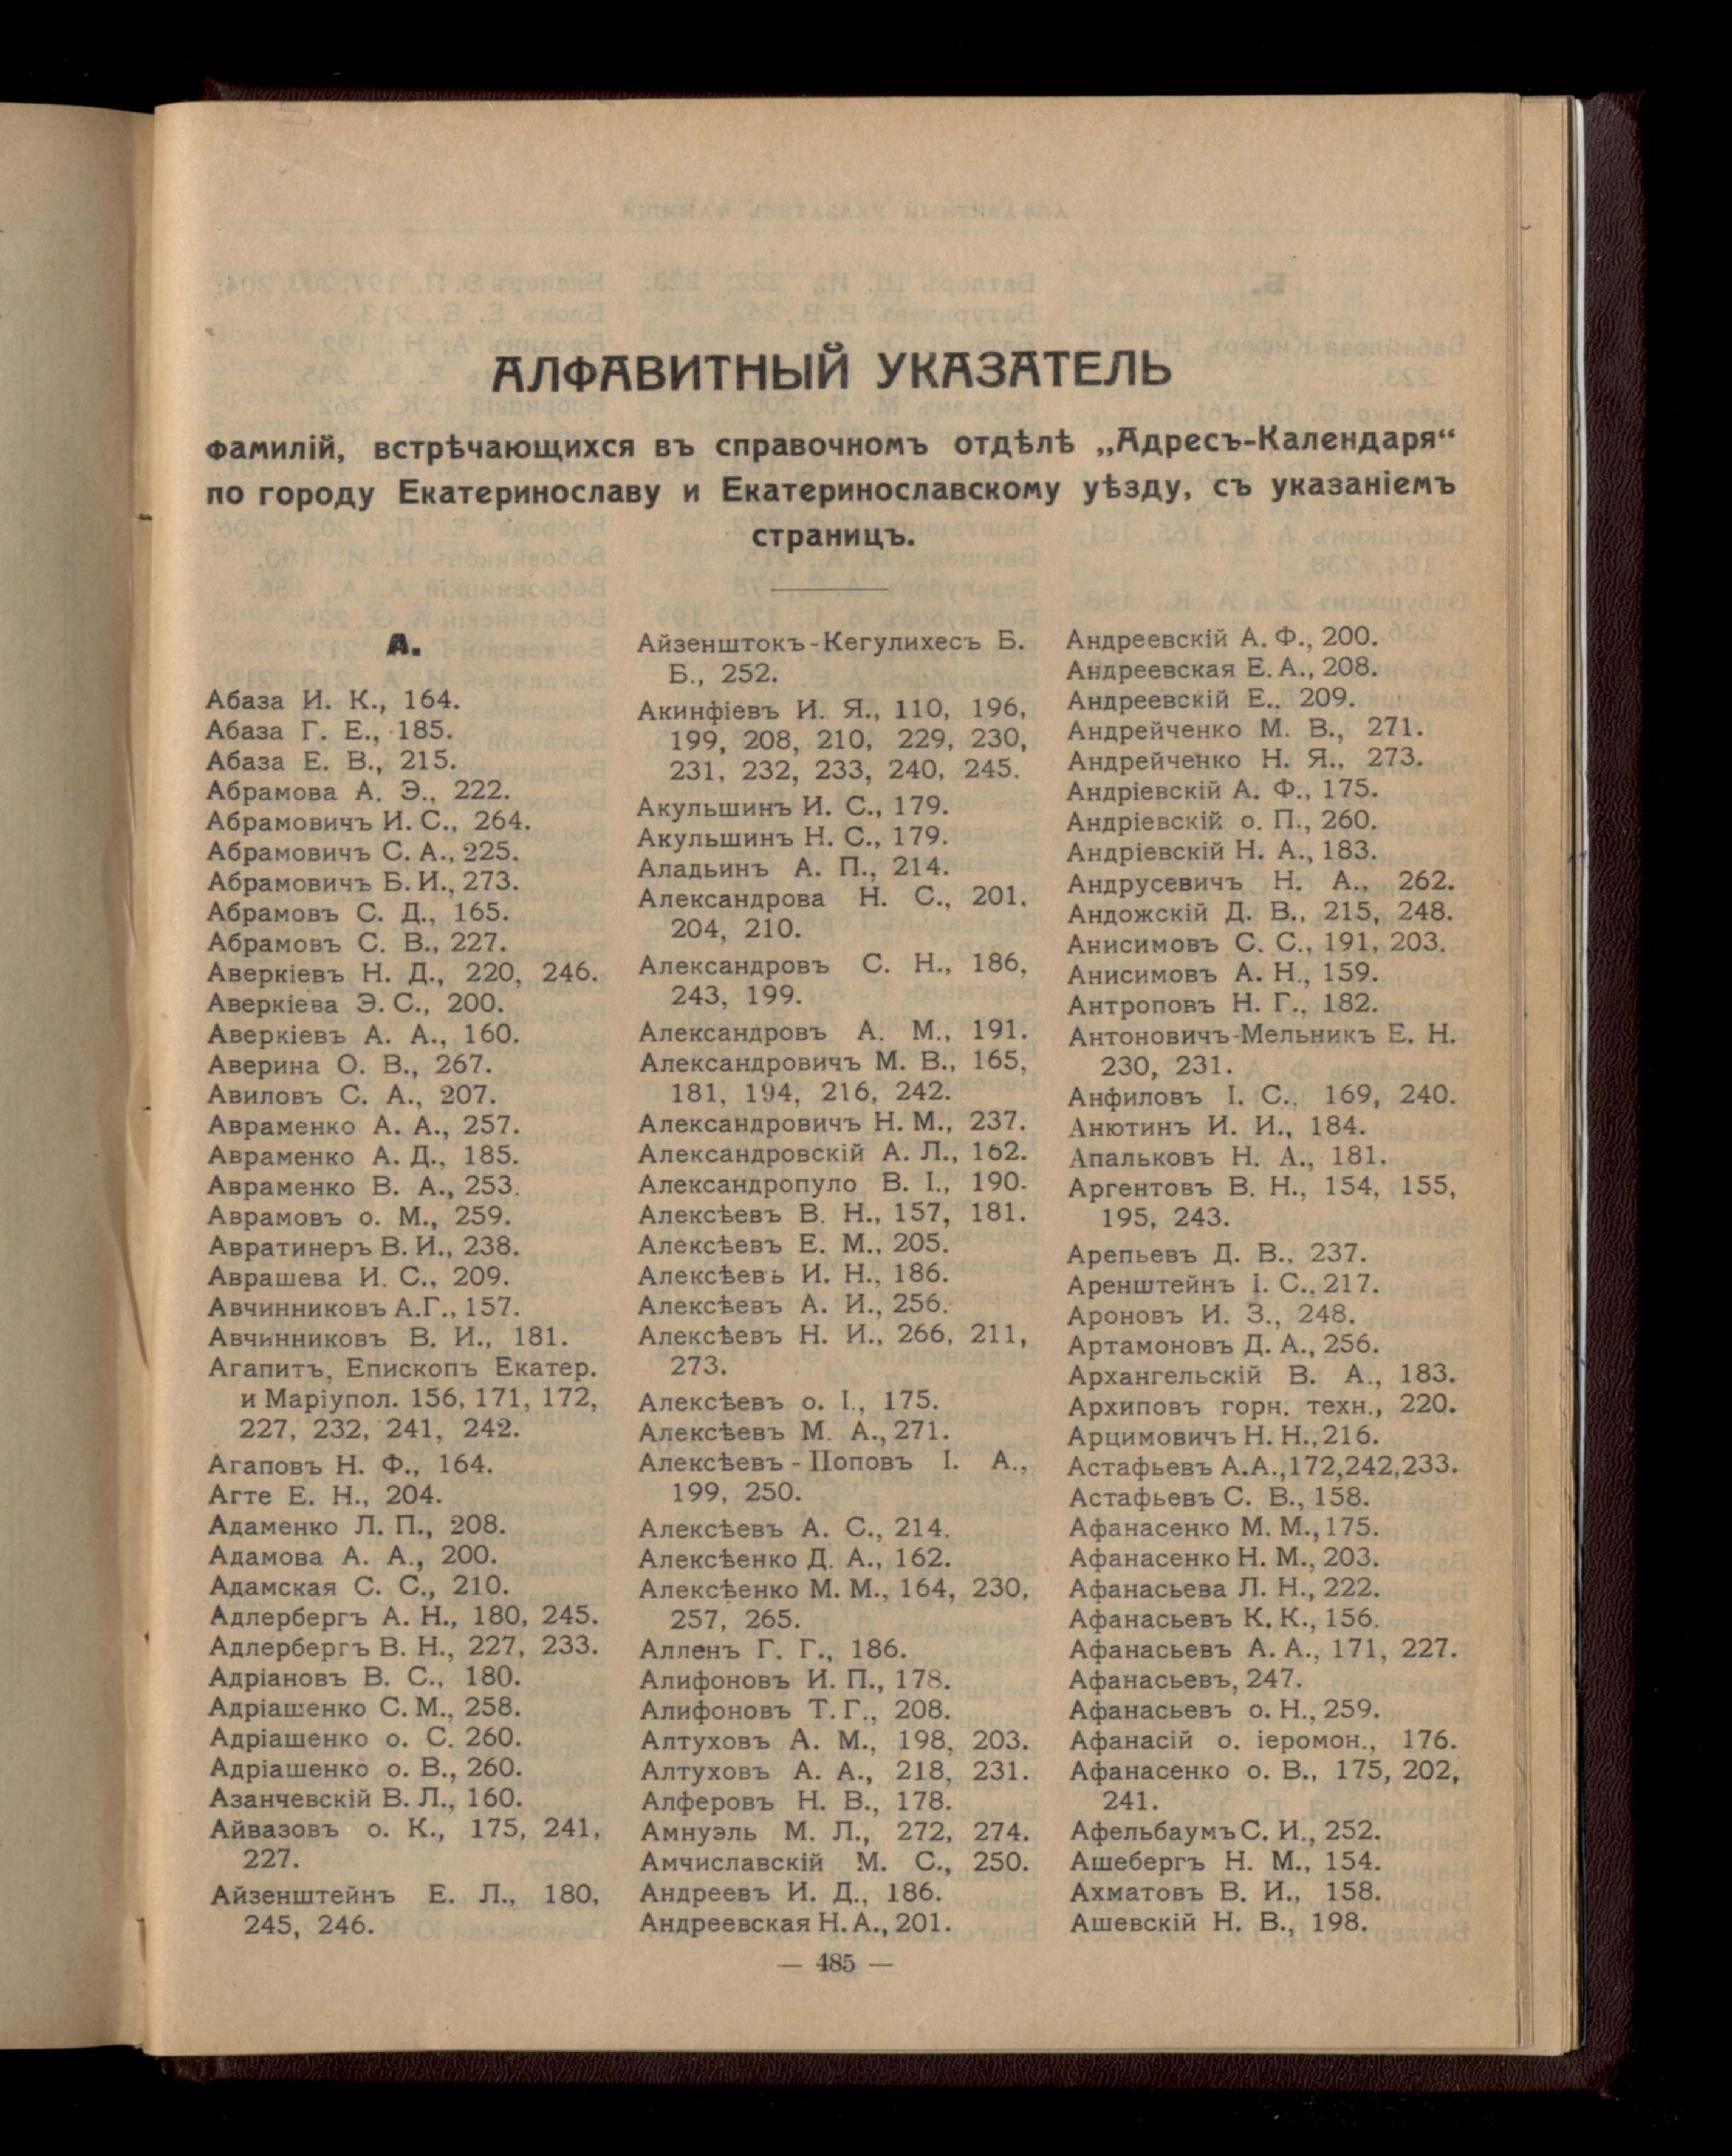 АЛФАВИТНЫЙ УКАЗАТЕЛЬ
фамилій, встрѣчающихся въ справочномъ отдѣлѣ „Адресъ-Календаря“
по городу Екатеринославу и Екатеринославскому уѣзду, съ указаніемъ
страницъ.
А.
Абаза И. К., 164.
Абаза Г. Е., 185.
Абаза Е. В., 215.
Абрамова А. Э., 222.
Абрамовичъ И. С., 264.
Абрамовичъ С. А., 225.
Абрамовичъ Б. И., 273.
Абрамовъ С. Д., 165.
Абрамовъ С. В., 227.
Аверкіевъ Н. Д., 220, 246.
Аверкіева Э. С., 200.
Аверкіевъ А. А., 160.
Аверина О. В., 267.
Авиловъ С. А., 207.
Авраменко А. А., 257.
Авраменко А. Д., 185.
Авраменко В. А., 253.
Аврамовъ о. М., 259.
Авратинеръ В. И., 238.
Аврашева И. С., 209.
Авчинниковъ А.Г., 157.
Авчинниковъ В. И., 181.
Агапитъ, Епископъ Екатер.
и Маріупол. 156, 171, 172,
227, 232, 241, 242.
Агаповъ Н. Ф., 164.
Агте Е. Н., 204.
Адаменко Л. П., 208.
Адамова А. А., 200.
Адамская С. С., 210.
Адлербергъ А. Н., 180, 245.
Адлербергъ В. Н., 227, 233.
Адріановъ В. С., 180.
Адріашенко С. М., 258.
Адріашенко о. С. 260.
Адріашенко о. В., 260.
Азанчевскій В. Л., 160.
Айвазовъ о. К., 175, 241,
227.
Айзенштейнъ Е. Л., 180,
245, 246.
Айзенштокъ-Кегулихесъ Б.
Б., 252.
Акинфіевъ И. Я., 110, 196,
199, 208, 210, 229, 230,
231, 232, 233, 240, 245.
Акульшинъ И. С., 179.
Акульшинъ Н. С., 179.
Аладьинъ А. П., 214.
Александрова Н. С., 201,
204, 210.
Александровъ С. Н., 186,
243, 199.
Александровъ А. М., 191.
Александровичъ М. В., 165,
181, 194, 216, 242.
Александровичъ Н. М., 237.
Александровскій А. Л., 162.
Александропуло В. І., 190.
Алексѣевъ В. Н., 157, 181.
Алексѣевъ Е. М., 205.
Алексѣевъ И. Н., 186.
Алексѣевъ А. И., 256.
Алексѣевъ Н. И., 266, 211,
273.
Алексѣевъ о. І., 175.
Алексѣевъ М. А., 271.
Алексѣевъ-Поповъ І. А.,
199, 250.
Алексѣевъ А. С., 214.
Алексѣенко Д. А., 162.
Алексѣенко М. М., 164, 230,
257, 265.
Алленъ Г. Г., 186.
Алифоновъ И. П., 178.
Алифоновъ Т. Г., 208.
Алтуховъ А. М., 198, 203.
Алтуховъ А. А., 218, 231.
Алферовъ Н. В., 178.
Амнуэль М. Л., 272, 274.
Амчиславскій М. С., 250.
Андреевъ И. Д., 186.
Андреевская Н. А., 201.
Андреевскій А. Ф., 200.
Андреевская Е. А., 208.
Андреевскій Е., 209.
Андрейченко М. В., 271.
Андрейченко Н. Я., 273.
Андріевскій А. Ф., 175.
Андріевскій о. П., 260.
Андріевскій Н. А., 183.
Андрусевичъ Н. А., 262.
Андожскій Д. В., 215, 248.
Анисимовъ С. С., 191, 203.
Анисимовъ А. Н., 159.
Антроповъ Н. Г., 182.
Антоновичъ-Мельникъ Е. Н.
230, 231.
Анфиловъ І. С., 169, 240.
Анютинъ И. И., 184.
Апальковъ Н. А., 181.
Аргентовъ В. Н., 154, 155,
195, 243.
Арепьевъ Д. В., 237.
Аренштейнъ І. С., 217.
Ароновъ И. З., 248.
Артамоновъ Д. А., 256.
Архангельскій В. А., 183.
Архиповъ горн. техн., 220.
Арцимовичъ Н. Н., 216.
Астафьевъ А.А.,172,242,233.
Астафьевъ С. В., 158.
Афанасенко М. М., 175.
Афанасенко Н. М., 203.
Афанасьева Л. Н., 222.
Афанасьевъ К. К., 156.
Афанасьевъ А. А., 171, 227.
Афанасьевъ, 247.
Афанасьевъ о. Н., 259.
Афанасій о. іеромон., 176.
Афанасенко о. В., 175, 202,
241.
Афельбаумъ С. И., 252.
Ашебергъ Н. М., 154.
Ахматовъ В. И., 158.
Ашевскій Н. В., 198.
— 485 —